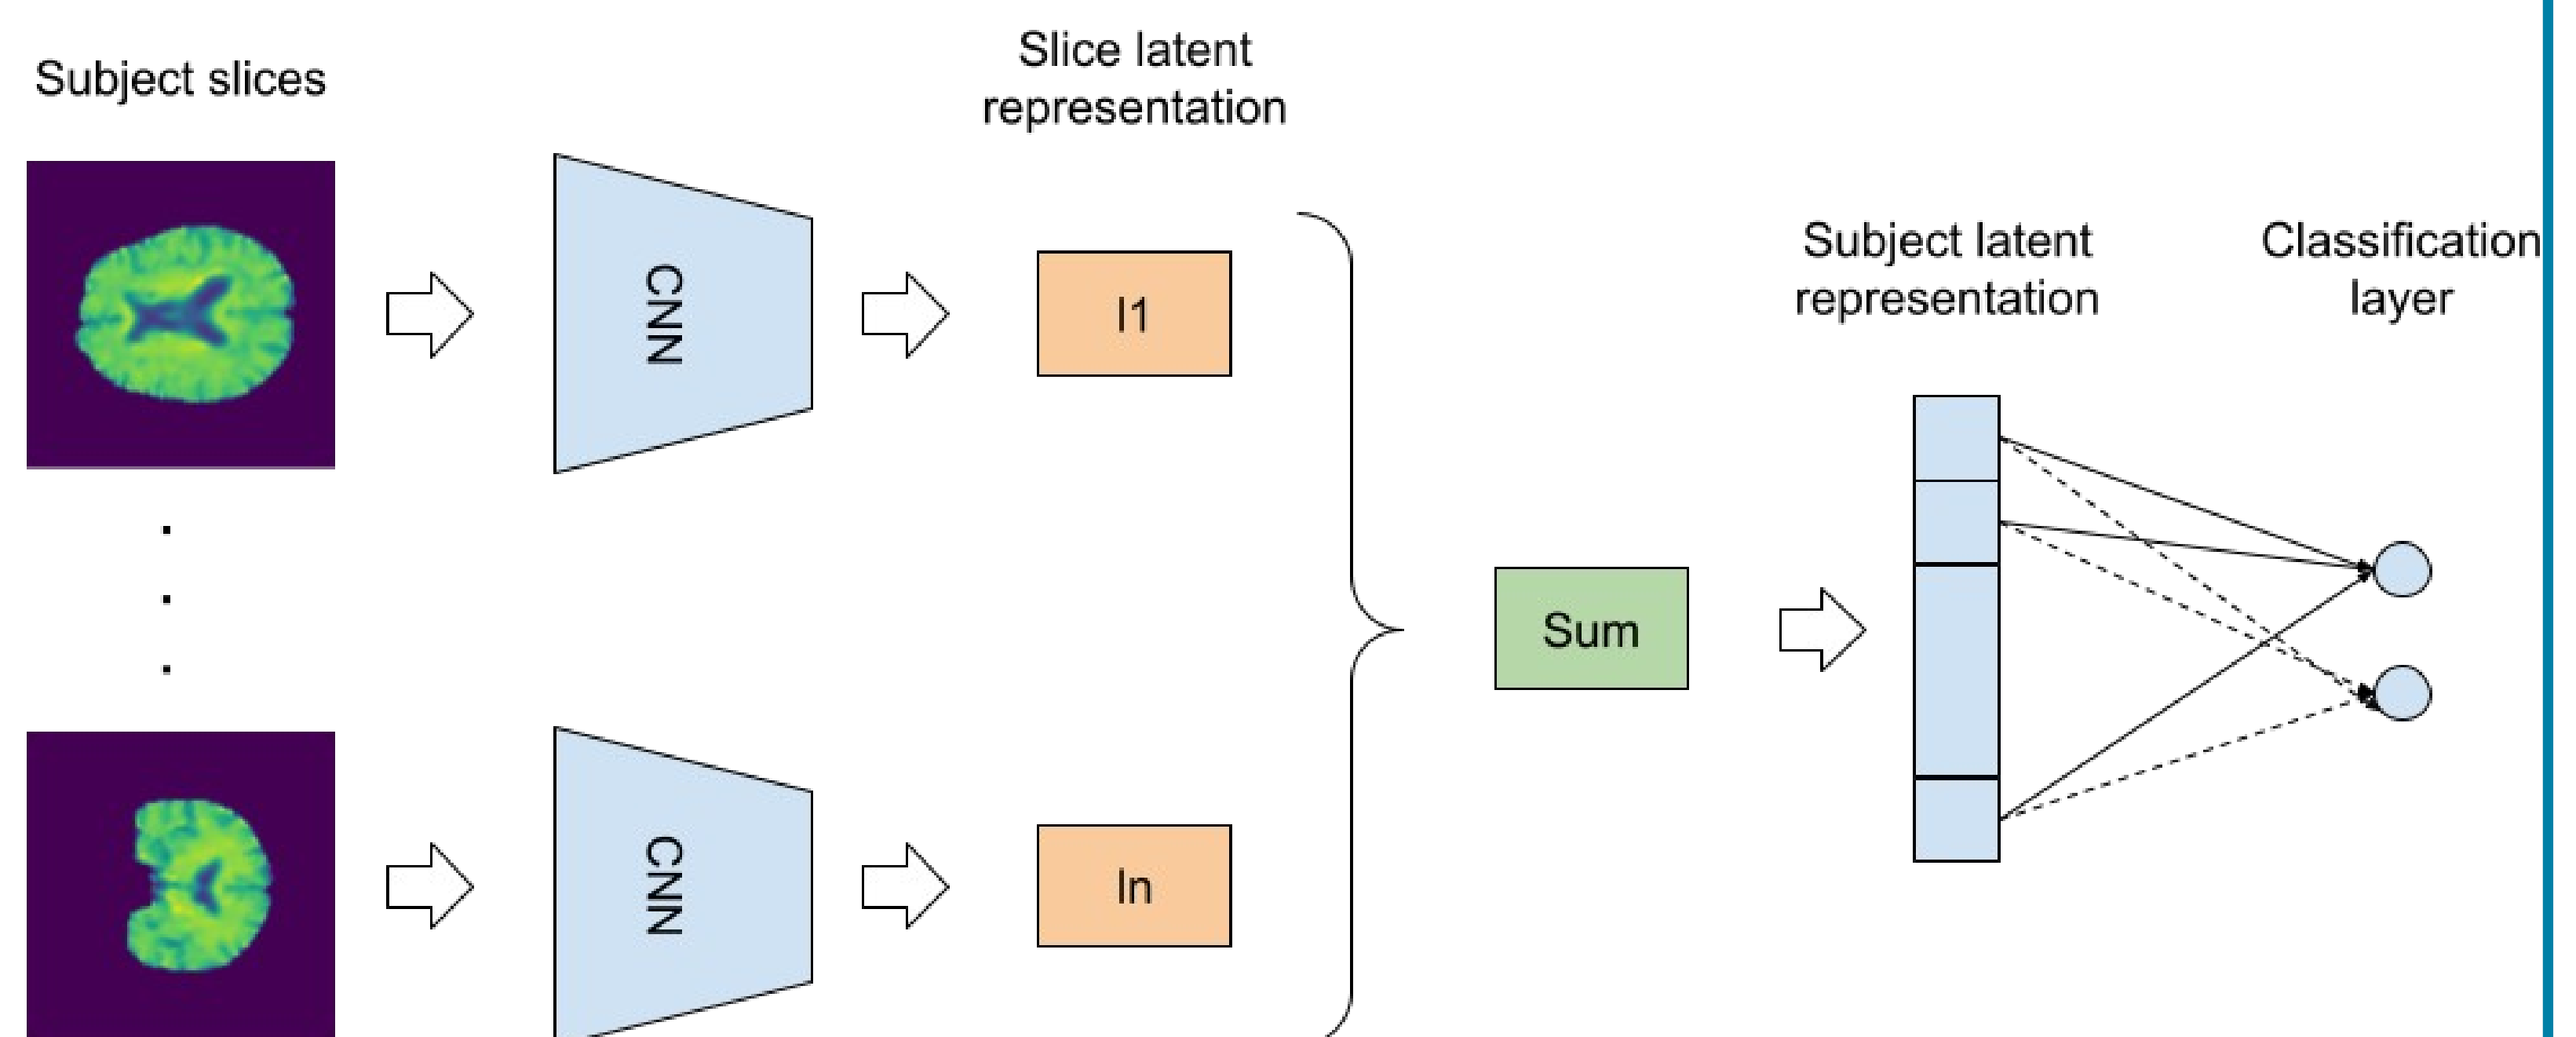 Subject slices
Slice latent
representation
CNN
I1
Subject latent
representation
Classification
layer
Sum
CNN
In